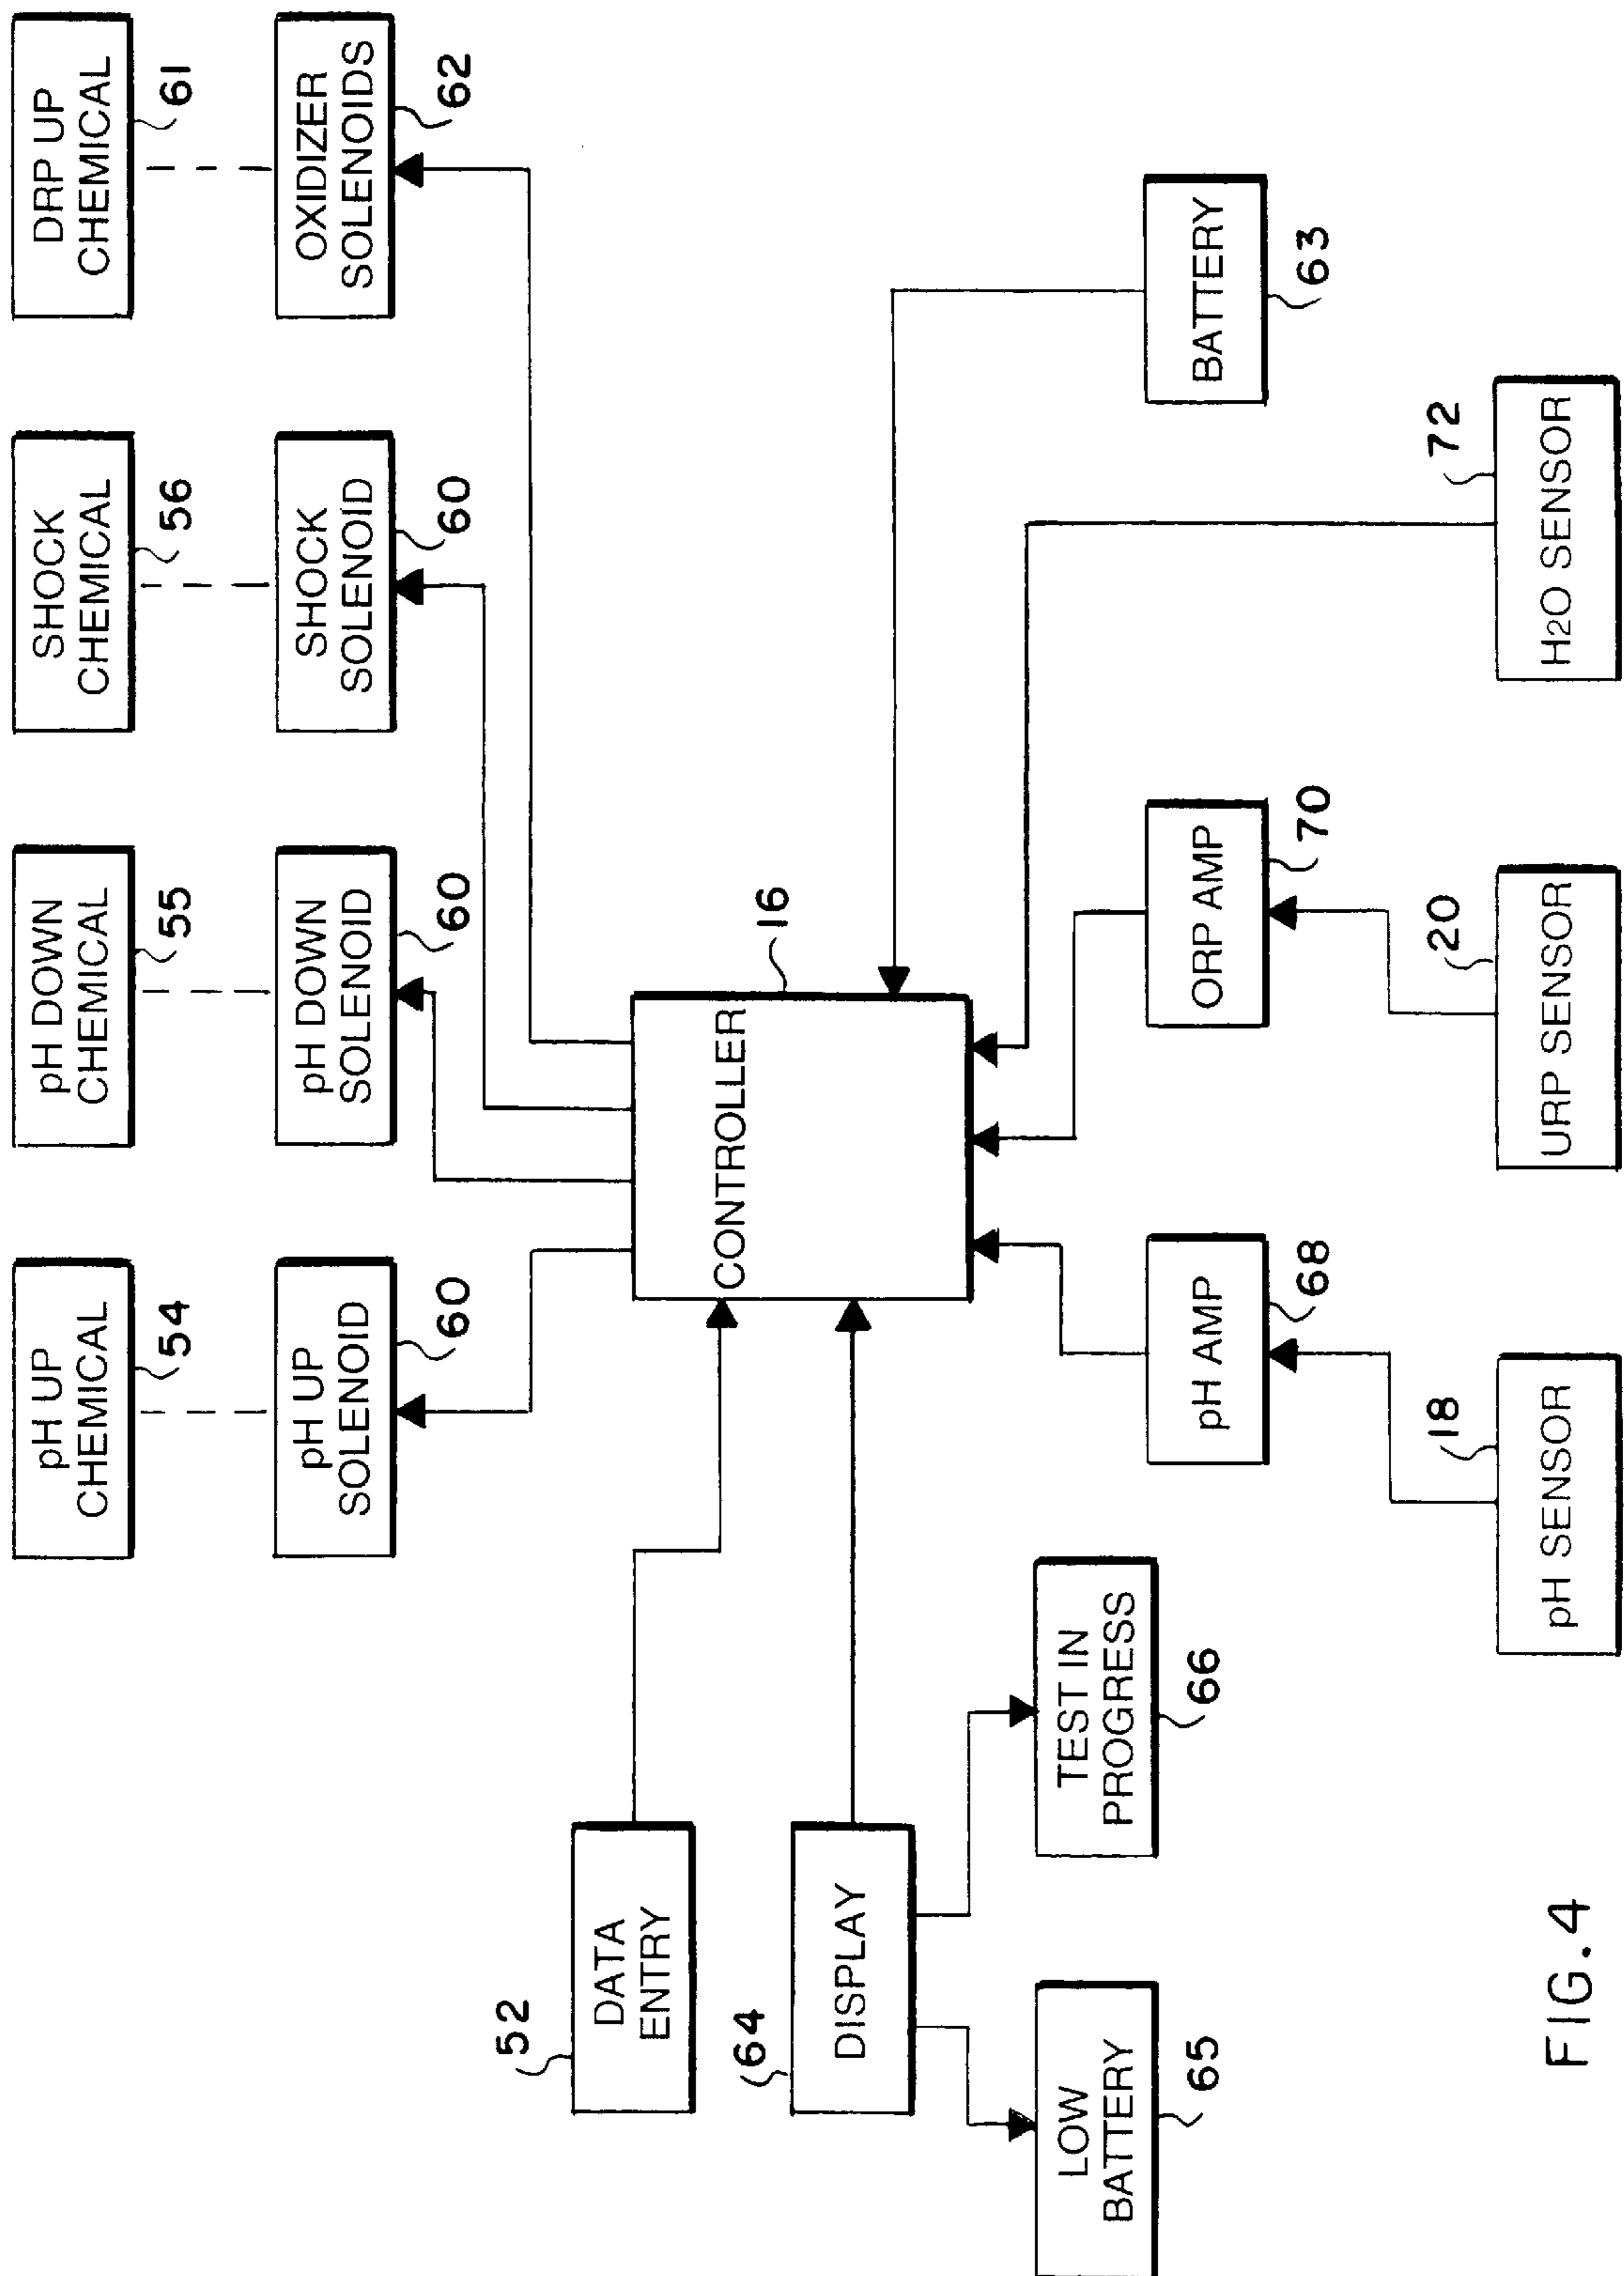 pH UP
CHEMICAL
54
pH DOWN
CHEMICAL
55
SHOCK
CHEMICAL
56
DRP UP
CHEMICAL
61
pH UP
SOLENOID
60
pH DOWN
SOLENOID
60
SHOCK
SOLENOID
60
OXIDIZER
SOLENOIDS
62
52
DATA
ENTRY
CONTROLLER
16
64
DISPLAY
LOW
BATTERY
65
TEST IN
PROGRESS
66
pH AMP
68
ORP AMP
70
BATTERY
63
18
pH SENSOR
20
URP SENSOR
72
H2O SENSOR
FIG.4